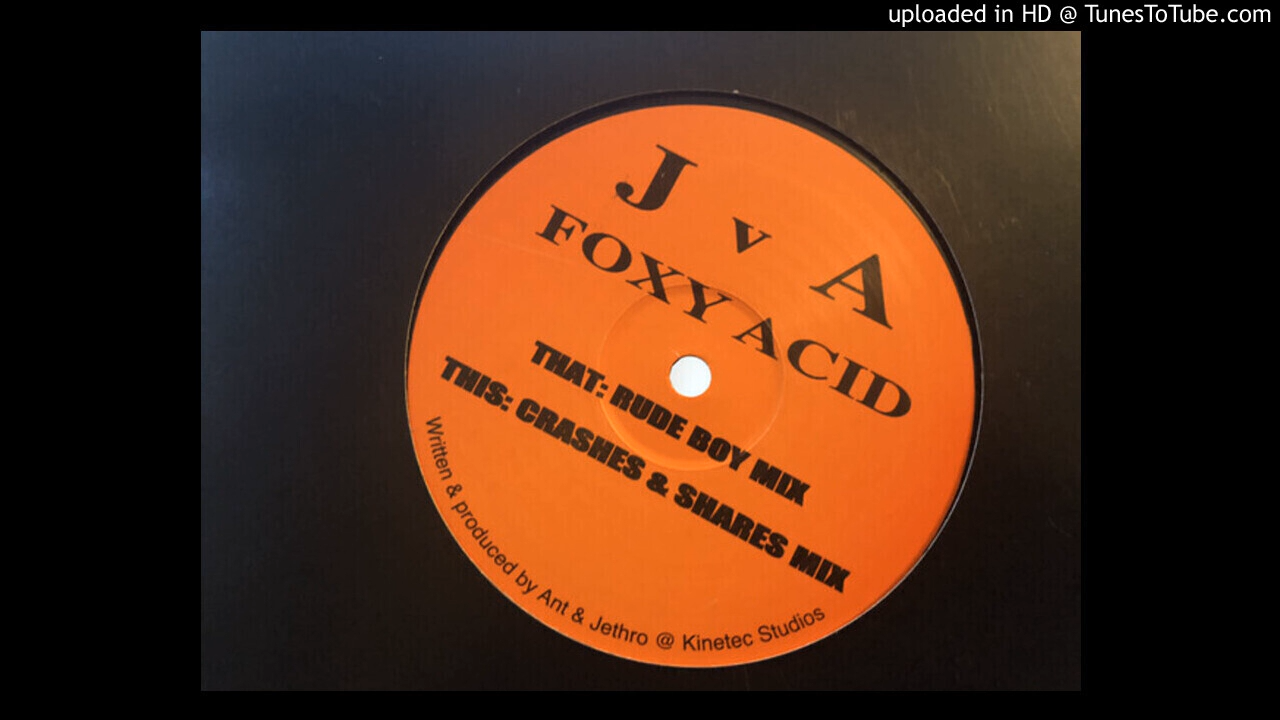 uploaded in HD @ TunesToTube.com
J v A
FOXY ACID
THAT: RUDE BOY MIX
THIS: CRASHES & SHARES MIX
Written & produced by Ant & Jethro @ Kinetec Studios